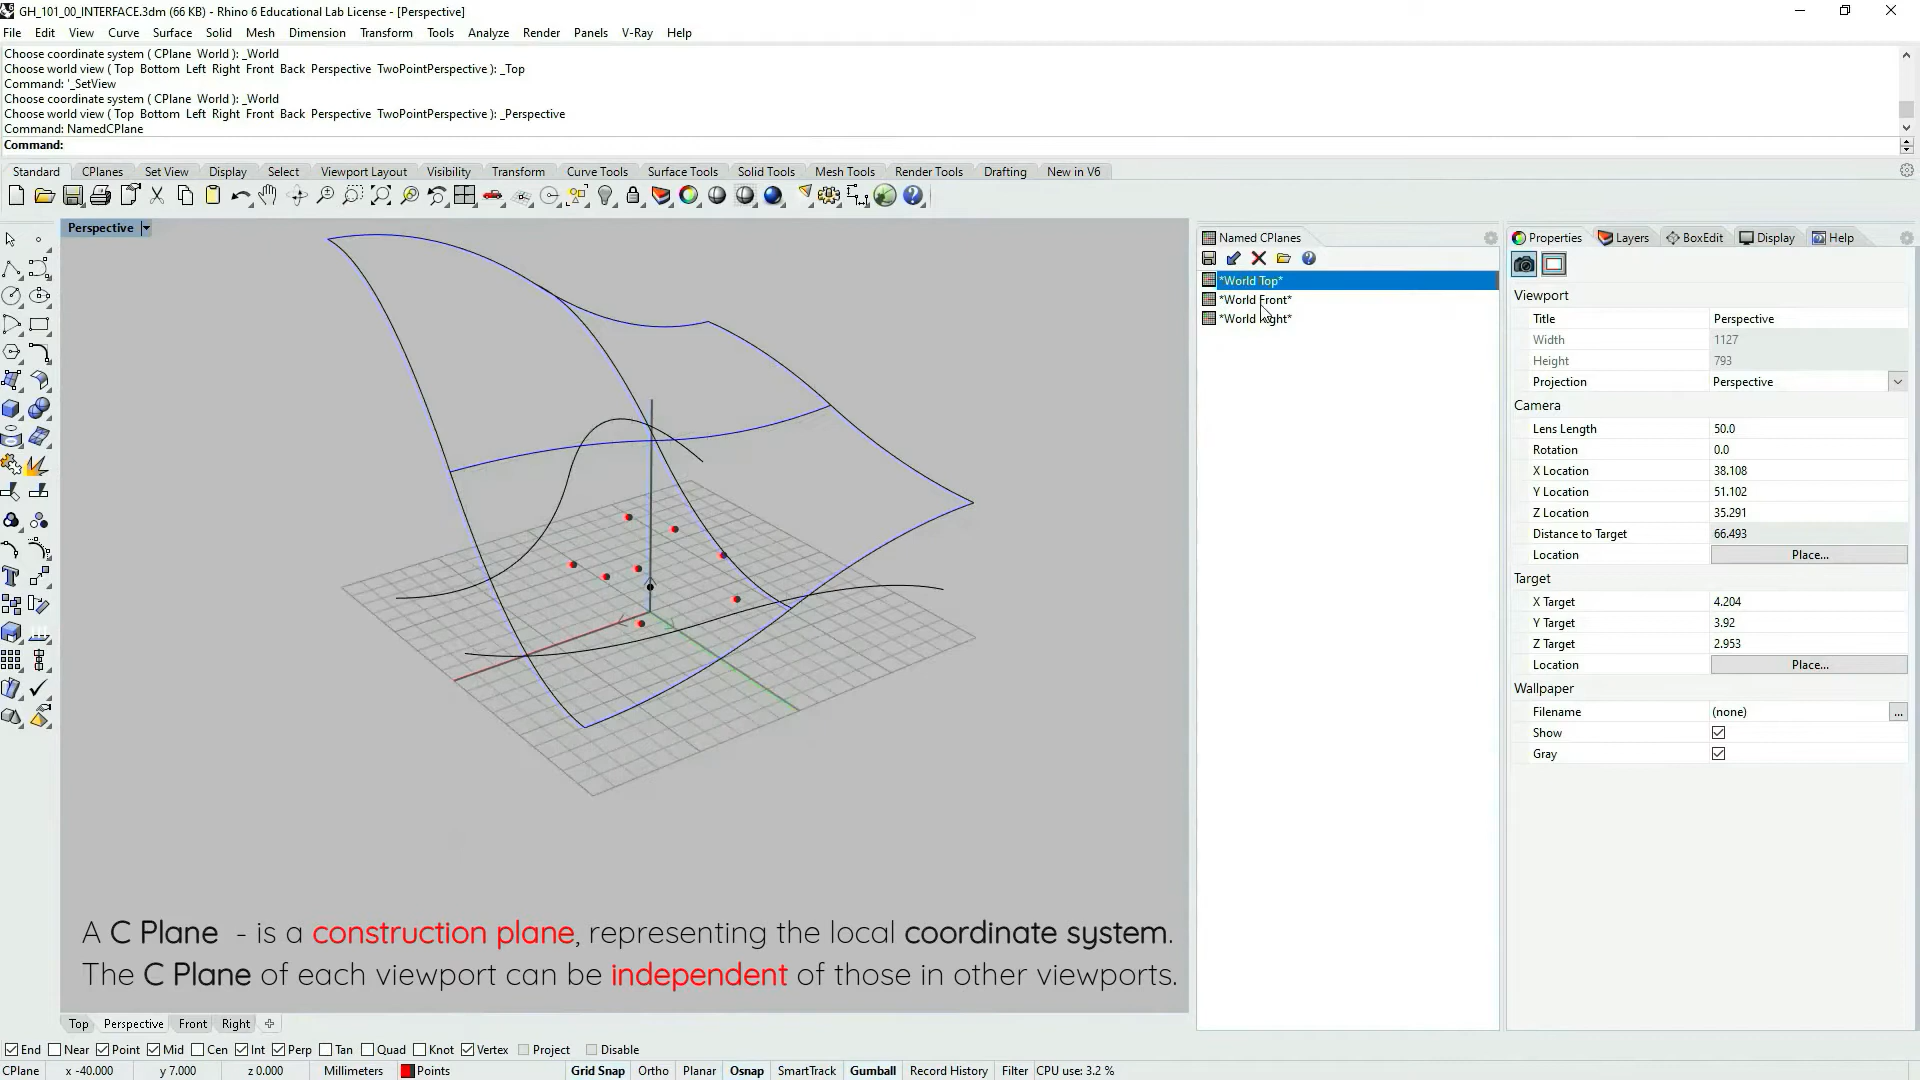 GH_101_00_INTERFACE.3dm (66 KB) - Rhino 6 Educational Lab License - [Perspective]
File Edit View Curve Surface Solid Mesh Dimension Transform Tools Analyze Render Panels V-Ray Help
Choose coordinate system ( CPlane World ): _World
Choose world view ( Top Bottom Left Right Front Back Perspective TwoPointPerspective ): _Top
Command: '_SetView
Choose coordinate system ( CPlane World ): _World
Choose world view ( Top Bottom Left Right Front Back Perspective TwoPointPerspective ): _Perspective
Command: NamedCPlane
Command:
Standard CPlanes Set View Display Select Viewport Layout Visibility Transform Curve Tools Surface Tools Solid Tools Mesh Tools Render Tools Drafting New in V6
Perspective
Named CPlanes
*World Top*
*World Front*
*World Right*
Properties Layers BoxEdit Display Help
Viewport
Title Perspective
Width 1127
Height 793
Projection Perspective
Camera
Lens Length 50.0
Rotation 0.0
X Location 38.108
Y Location 51.102
Z Location 35.291
Distance to Target 66.493
Location Place...
Target
X Target 4.204
Y Target 3.92
Z Target 2.953
Location Place...
Wallpaper
Filename (none) ...
Show
Gray
A C Plane - is a construction plane, representing the local coordinate system.
The C Plane of each viewport can be independent of those in other viewports.
Top Perspective Front Right
End Near Point Mid Cen Int Perp Tan Quad Knot Vertex Project Disable
CPlane x -40.000 y 7.000 z 0.000 Millimeters Points Grid Snap Ortho Planar Osnap SmartTrack Gumball Record History Filter CPU use: 3.2 %